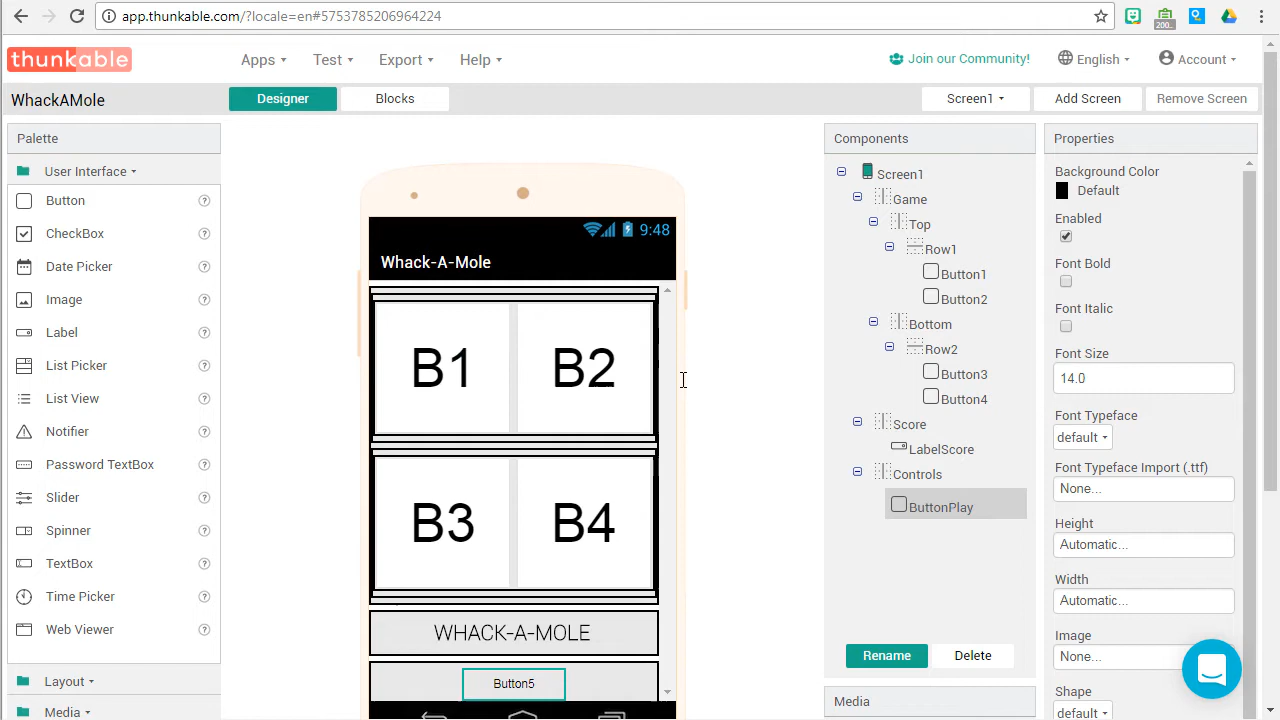 app.thunkable.com/?locale=en#5753785206964224
200..
thunkable
Apps
Test
Export
Help
Join our Community!
English
Account
WhackAMole
Designer
Blocks
Screen1
Add Screen
Remove Screen
Palette
User Interface
Button
CheckBox
Date Picker
Image
Label
List Picker
List View
Notifier
Password TextBox
Slider
Spinner
TextBox
Time Picker
Web Viewer
Layout
Media
9:48
Whack-A-Mole
B1
B2
B3
B4
WHACK-A-MOLE
Button5
Components
Screen1
Game
Top
Row1
Button1
Button2
Bottom
Row2
Button3
Button4
Score
LabelScore
Controls
ButtonPlay
Rename
Delete
Media
Properties
Background Color
Default
Enabled
Font Bold
Font Italic
Font Size
14.0
Font Typeface
default
Font Typeface Import (.ttf)
None...
Height
Automatic...
Width
Automatic...
Image
None...
Shape
default